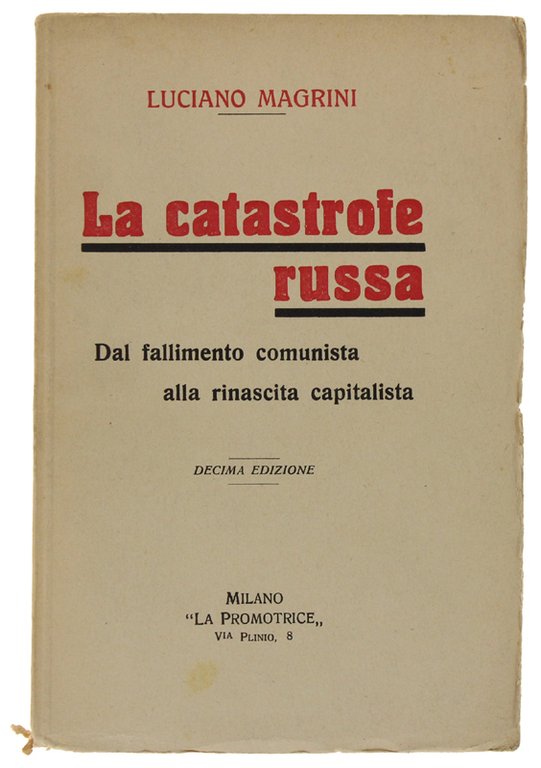 LUCIANO MAGRINI
La catastrofe
russa
Dal fallimento comunista
alla rinascita capitalista
DECIMA EDIZIONE
MILANO
“LA PROMOTRICE„
VIA PLINIO, 8